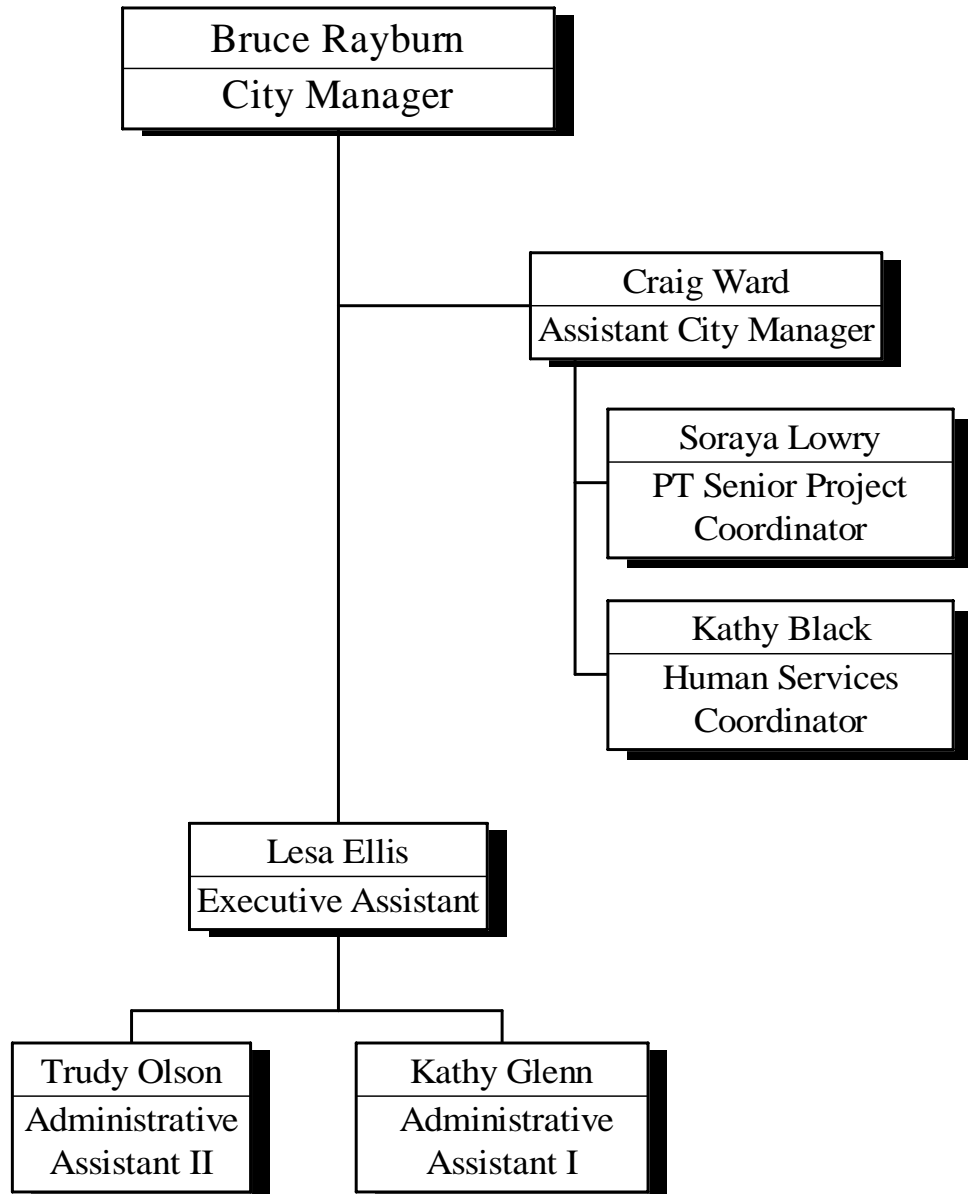 Bruce Rayburn
City Manager
Craig Ward
Assistant City Manager
Soraya Lowry
PT Senior Project
Coordinator
Kathy Black
Human Services
Coordinator
Lesa Ellis
Executive Assistant
Trudy Olson
Administrative
Assistant II
Kathy Glenn
Administrative
Assistant I